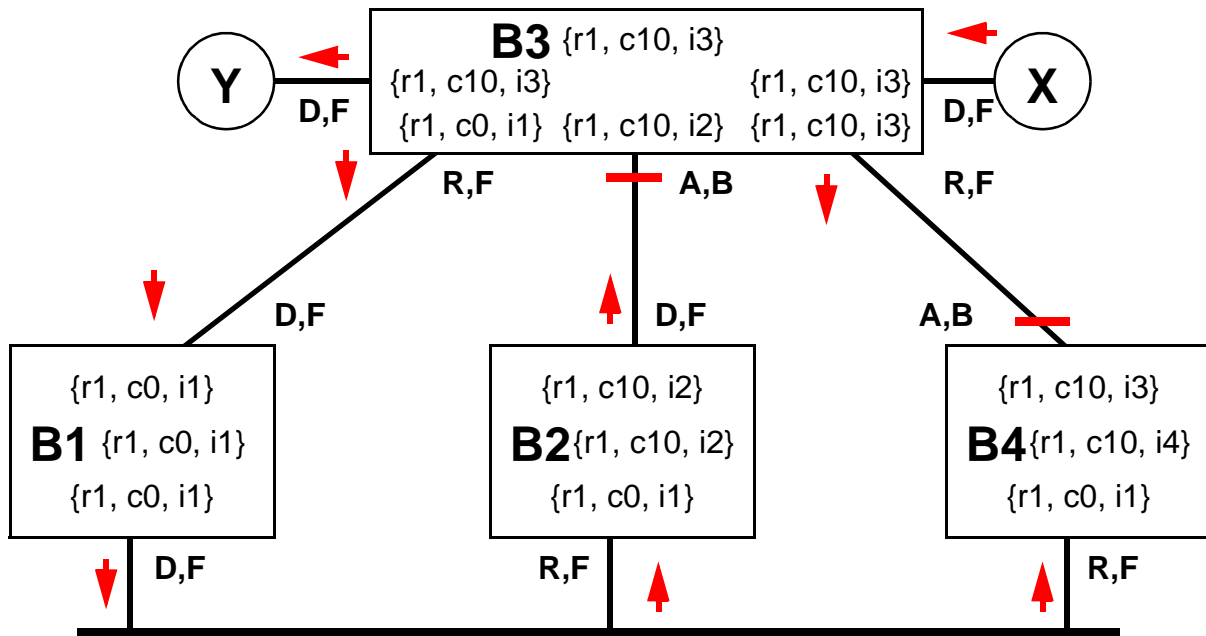 B3 {r1, c10, i3}
Y {r1, c10, i3} {r1, c10, i3} X
D,F D,F
{r1, c0, i1} {r1, c10, i2} {r1, c10, i3}
R,F A,B R,F
D,F D,F A,B
{r1, c0, i1} {r1, c10, i2} {r1, c10, i3}
B1 {r1, c0, i1} B2 {r1, c10, i2} B4 {r1, c10, i4}
{r1, c0, i1} {r1, c0, i1} {r1, c0, i1}
D,F R,F R,F